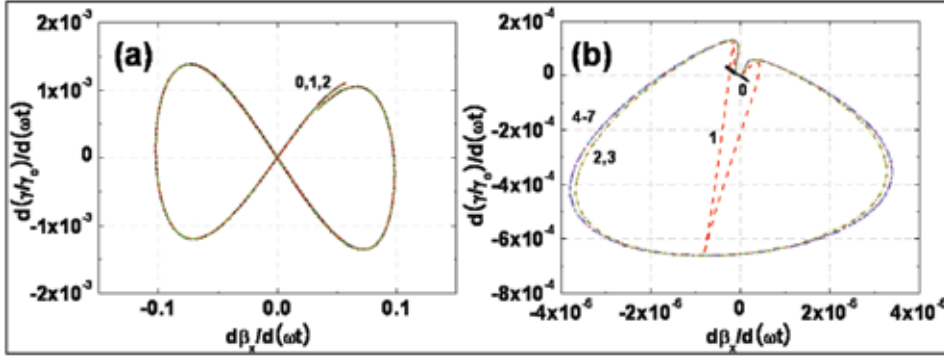 (a)
2x10⁻³
1x10⁻³
0
-1x10⁻³
-2x10⁻³
d(γ/γₒ)/d(ωt)
0,1,2
-0.1
0.0
0.1
dβₓ/d(ωt)
(b)
2x10⁻⁴
0
-2x10⁻⁴
-4x10⁻⁴
-6x10⁻⁴
-8x10⁻⁴
d(γ/γₒ)/d(ωt)
0
1
4-7
2,3
-4x10⁻⁶
-2x10⁻⁶
0
2x10⁻⁶
4x10⁻⁶
dβₓ/d(ωt)